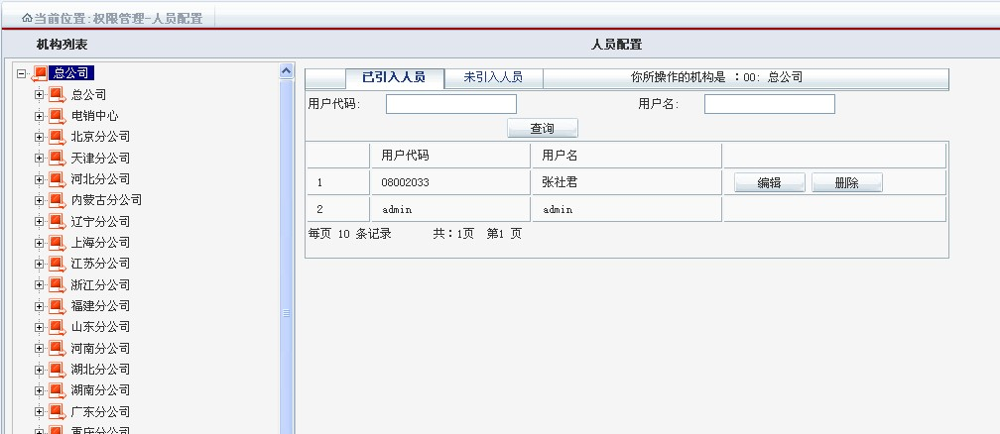 当前位置:权限管理-人员配置
机构列表
人员配置
总公司
总公司
电销中心
北京分公司
天津分公司
河北分公司
内蒙古分公司
辽宁分公司
上海分公司
江苏分公司
浙江分公司
福建分公司
山东分公司
河南分公司
湖北分公司
湖南分公司
广东分公司
重庆分公司
已引入人员 未引入人员 你所操作的机构是 :00: 总公司
用户代码: 用户名:
查询
用户代码 用户名
1 08002033 张社君 编辑 删除
2 admin admin
每页 10 条记录 共:1页 第1 页